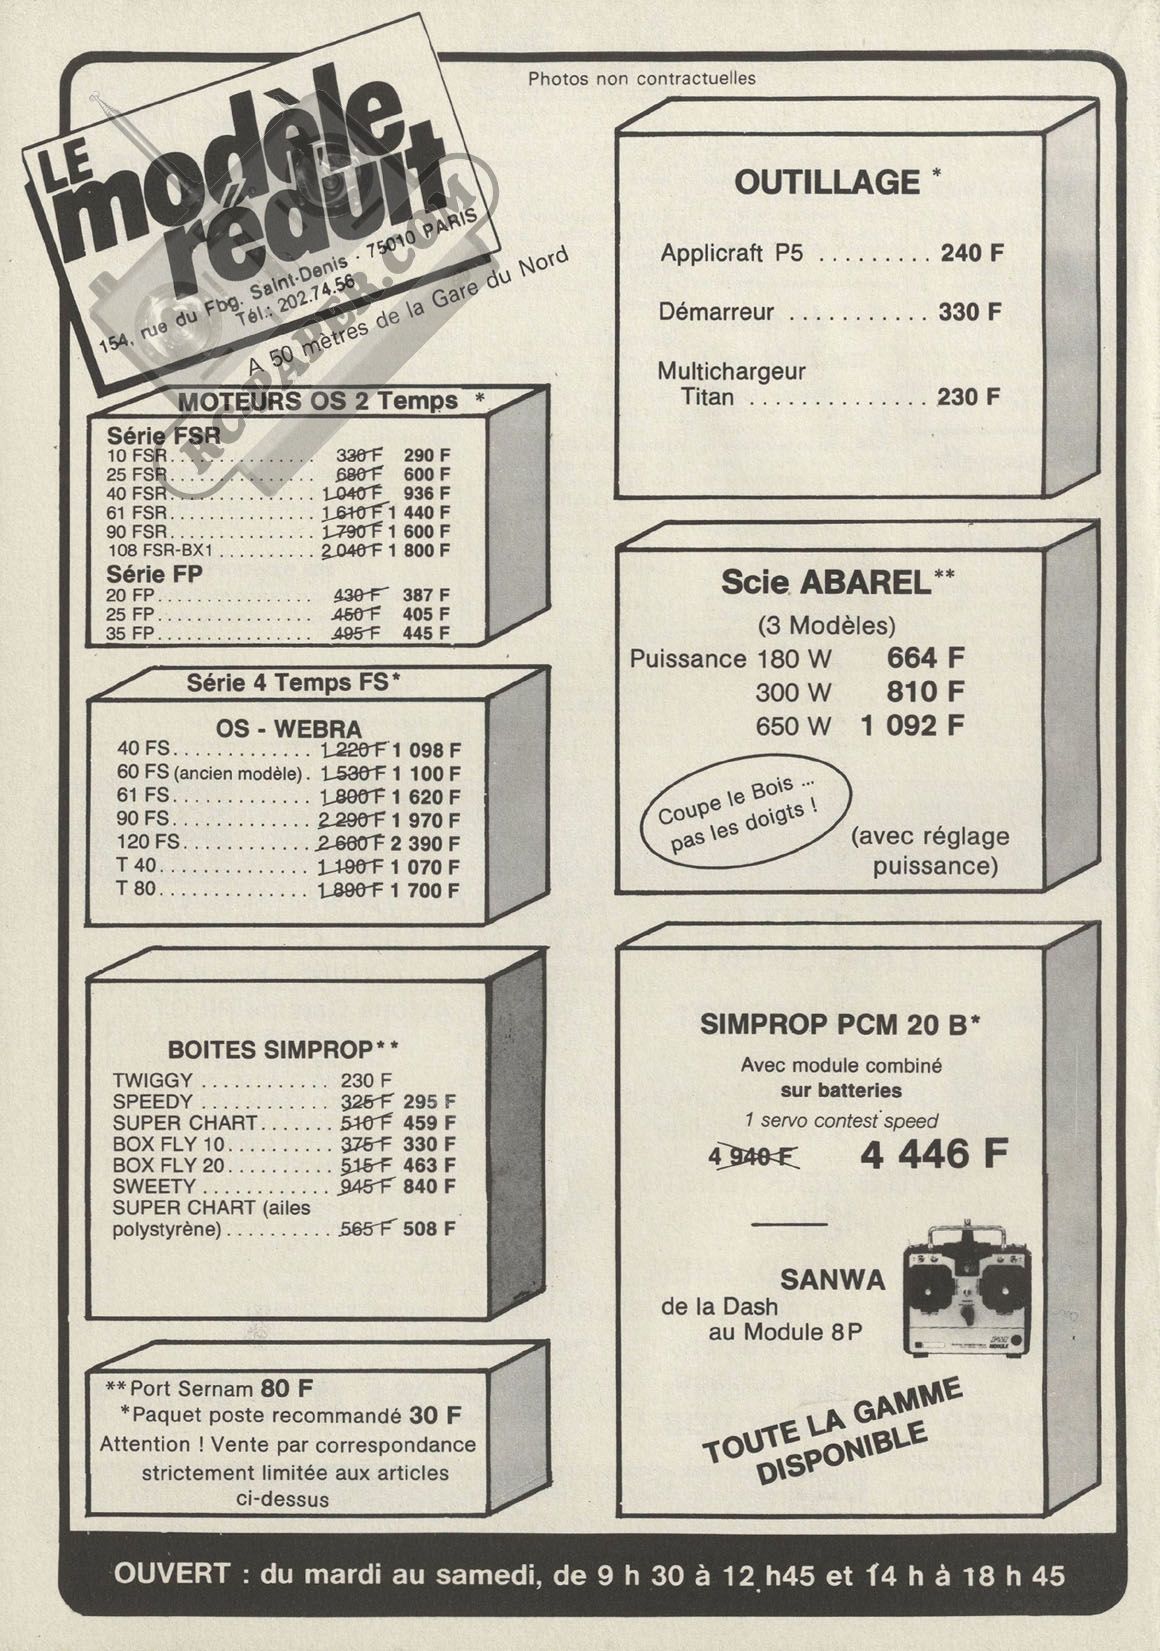 Photos non contractuelles
LE
modèle
réduit
154, rue du Fbg. Saint-Denis - 75010 PARIS
Tél.: 202.74.56
A 50 mètres de la Gare du Nord
RC-PAPER.COM
MOTEURS OS 2 Temps *
Série FSR
10 FSR............... 330 F 290 F
25 FSR............... 680 F 600 F
40 FSR............... 1 040 F 936 F
61 FSR............... 1 610 F 1 440 F
90 FSR............... 1 790 F 1 600 F
108 FSR-BX1.......... 2 040 F 1 800 F
Série FP
20 FP................ 430 F 387 F
25 FP................ 450 F 405 F
35 FP................ 495 F 445 F
Série 4 Temps FS*
OS - WEBRA
40 FS............. 1 220 F 1 098 F
60 FS (ancien modèle). 1 530 F 1 100 F
61 FS............. 1 800 F 1 620 F
90 FS............. 2 290 F 1 970 F
120 FS............ 2 660 F 2 390 F
T 40.............. 1 190 F 1 070 F
T 80.............. 1 890 F 1 700 F
BOITES SIMPROP**
TWIGGY ............ 230 F
SPEEDY ............ 325 F 295 F
SUPER CHART....... 510 F 459 F
BOX FLY 10.......... 375 F 330 F
BOX FLY 20.......... 515 F 463 F
SWEETY ............ 945 F 840 F
SUPER CHART (ailes
polystyrène).......... 565 F 508 F
**Port Sernam 80 F
*Paquet poste recommandé 30 F
Attention ! Vente par correspondance
strictement limitée aux articles
ci-dessus
OUTILLAGE *
Applicraft P5 ......... 240 F
Démarreur ........... 330 F
Multichargeur
Titan .............. 230 F
Scie ABAREL**
(3 Modèles)
Puissance 180 W 664 F
300 W 810 F
650 W 1 092 F
Coupe le Bois ...
pas les doigts !
(avec réglage
puissance)
SIMPROP PCM 20 B*
Avec module combiné
sur batteries
1 servo contest speed
4 940 F 4 446 F
SANWA
de la Dash
au Module 8P
TOUTE LA GAMME
DISPONIBLE
OUVERT : du mardi au samedi, de 9 h 30 à 12 h45 et 14 h à 18 h 45